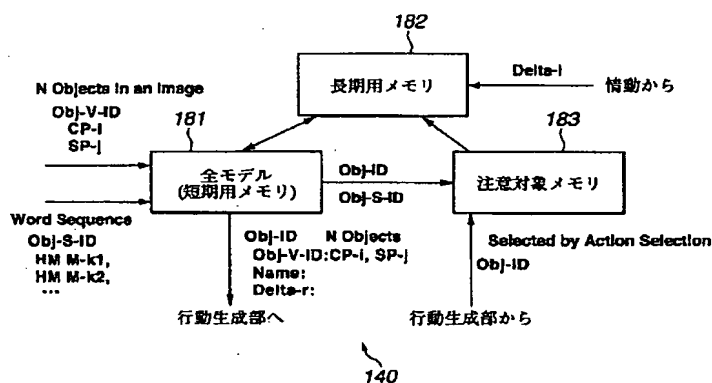 182
長期用メモリ
Delta-I
情動から
N Objects in an Image
Obj-V-ID
CP-i
SP-j
181
全モデル
(短期用メモリ)
183
注意対象メモリ
Obj-ID
Obj-S-ID
Word Sequence
Obj-S-ID
HM M-k1,
HM M-k2,
...
Obj-ID N Objects
Obj-V-ID:CP-i, SP-j
Name:
Delta-r:
行動生成部へ
Selected by Action Selection
Obj-ID
行動生成部から
140